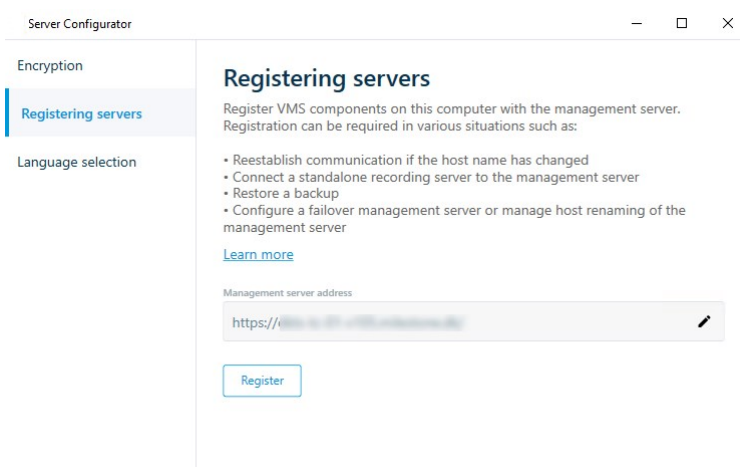 Server Configurator
Encryption
Registering servers
Language selection
Registering servers
Register VMS components on this computer with the management server.
Registration can be required in various situations such as:
• Reestablish communication if the host name has changed
• Connect a standalone recording server to the management server
• Restore a backup
• Configure a failover management server or manage host renaming of the
management server
Learn more
Management server address
https://
Register